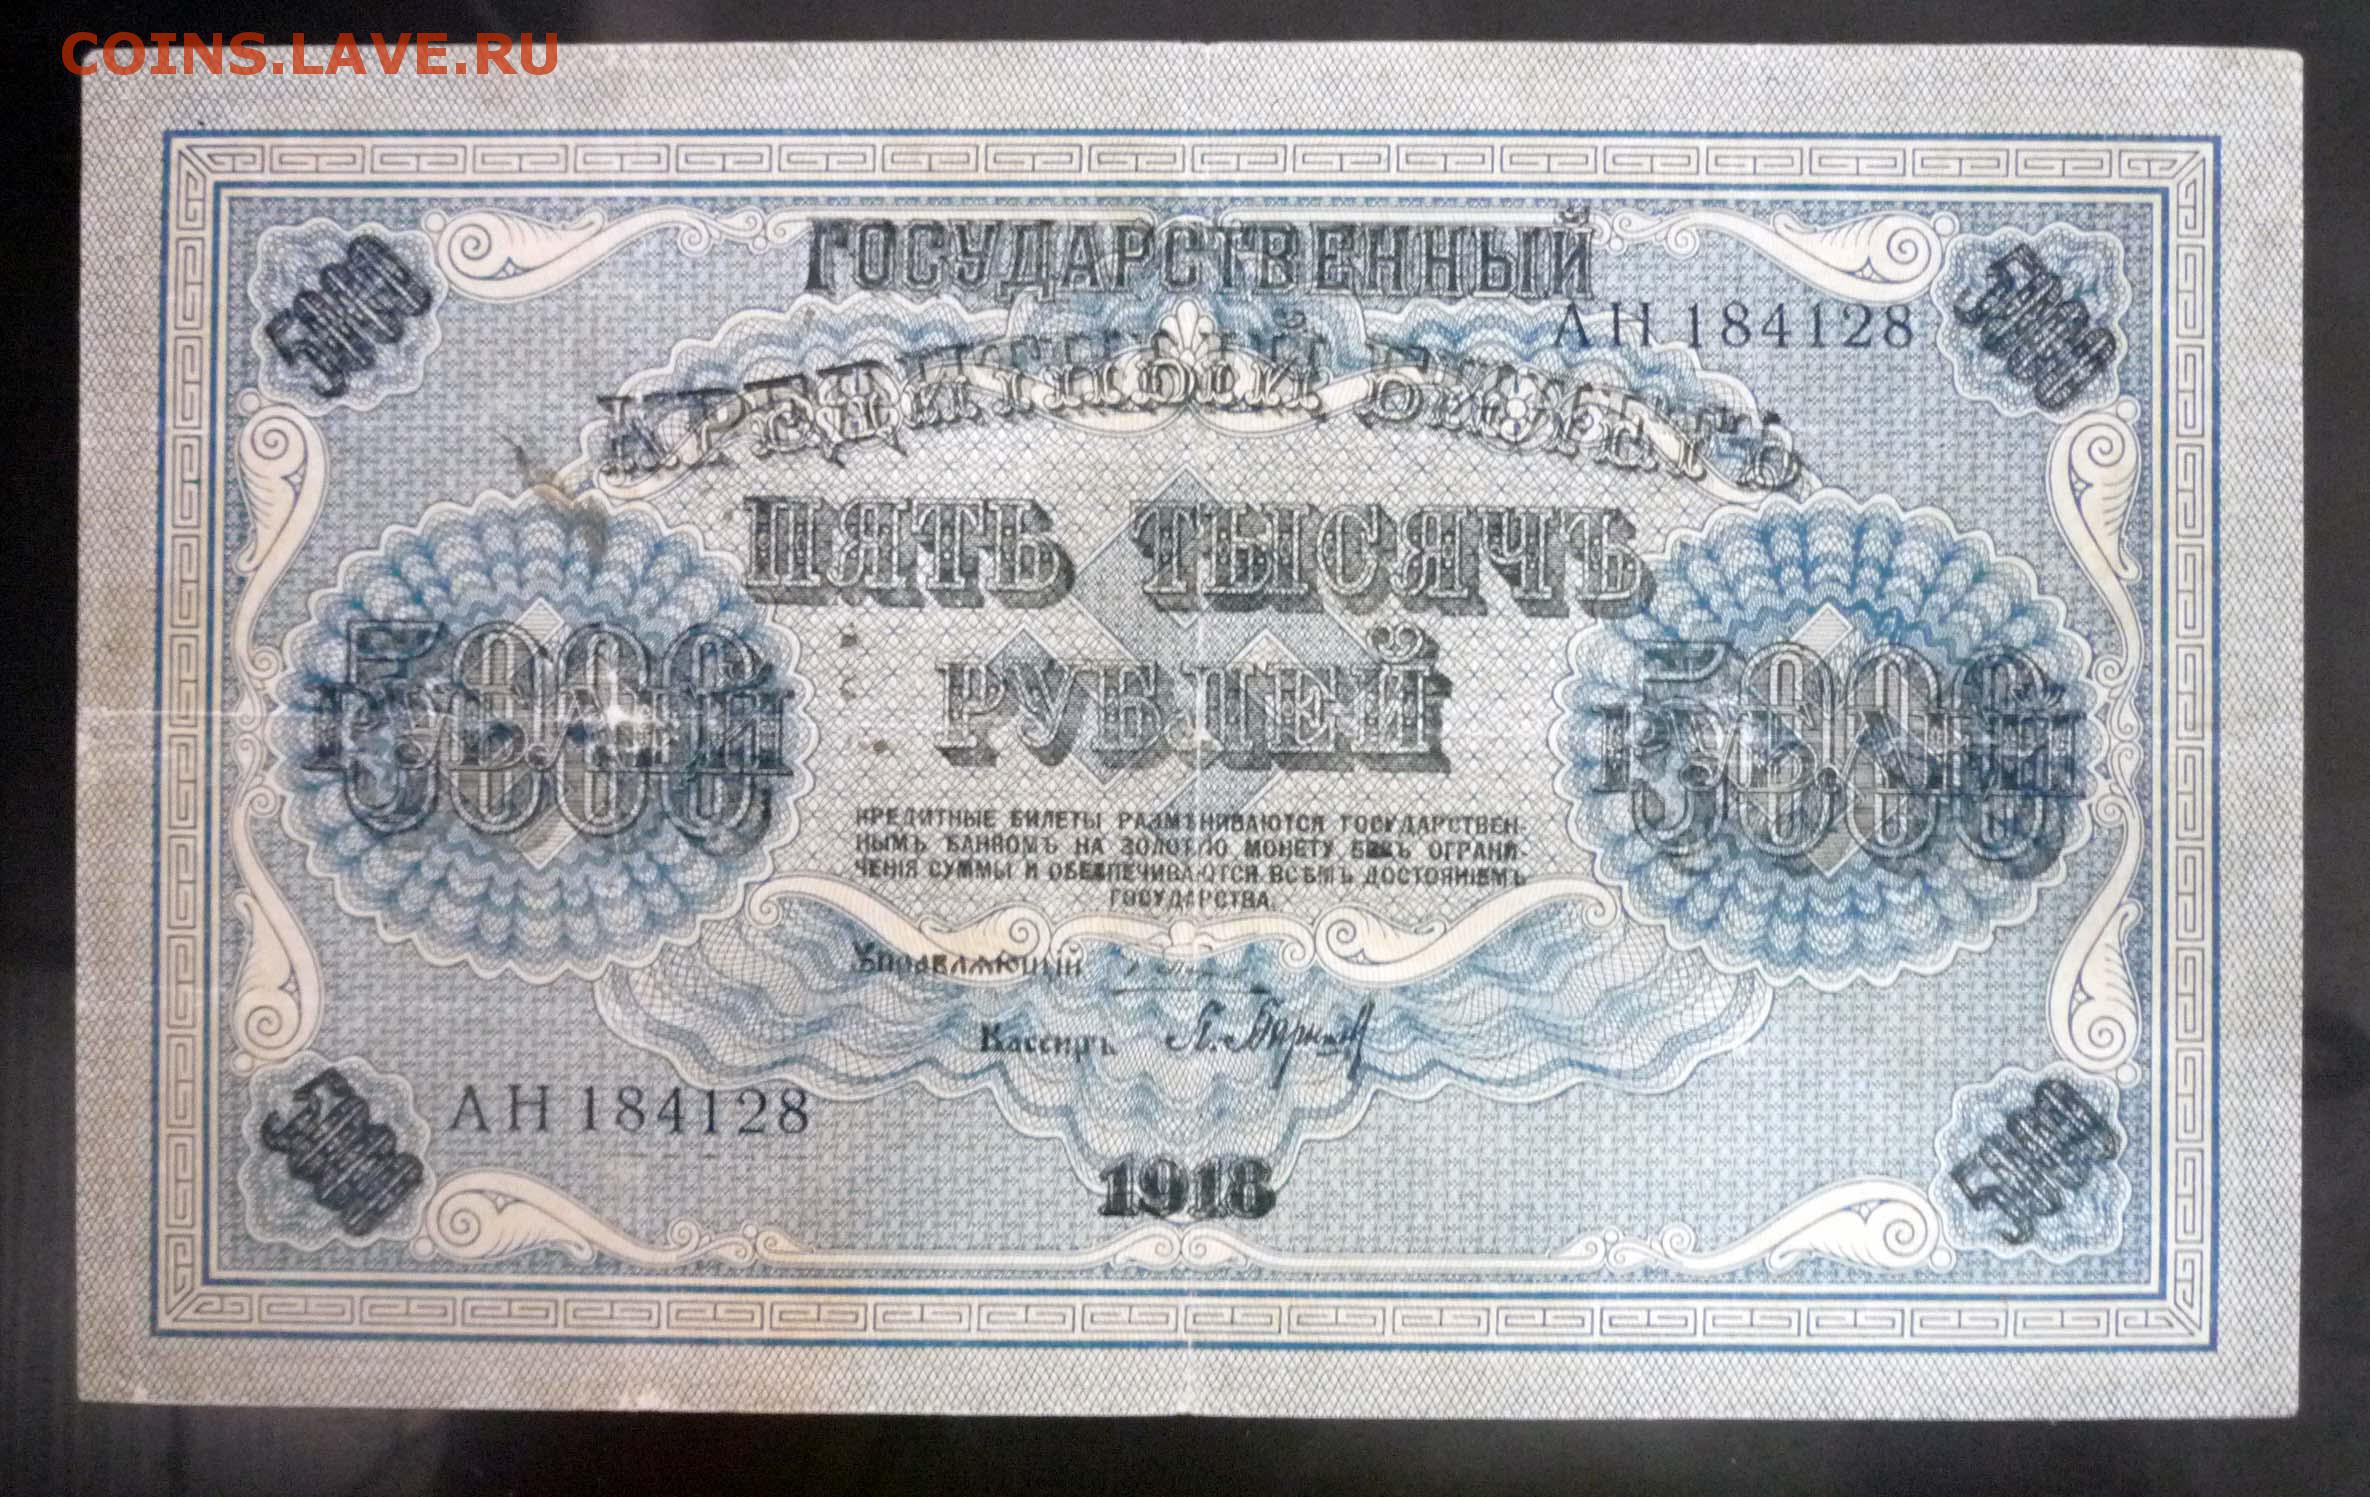 COINS.LAVE.RU
5000
ГОСУДАРСТВЕННЫЙ
5000
АН 184128
КРЕДИТНЫЙ БИЛЕТЪ
ПЯТЬ ТЫСЯЧЪ
РУБЛЕЙ
5000
РУБЛЕЙ
5000
РУБЛЕЙ
КРЕДИТНЫЕ БИЛЕТЫ РАЗМѢНИВАЮТСЯ ГОСУДАРСТВЕН-
НЫМЪ БАНКОМЪ НА ЗОЛОТУЮ МОНЕТУ БЕЗЪ ОГРАНИ-
ЧЕНІЯ СУММЫ И ОБЕЗПЕЧИВАЮТСЯ ВСѢМЪ ДОСТОЯНІЕМЪ
ГОСУДАРСТВА.
Управляющій
Кассиръ
5000
АН 184128
1918
5000